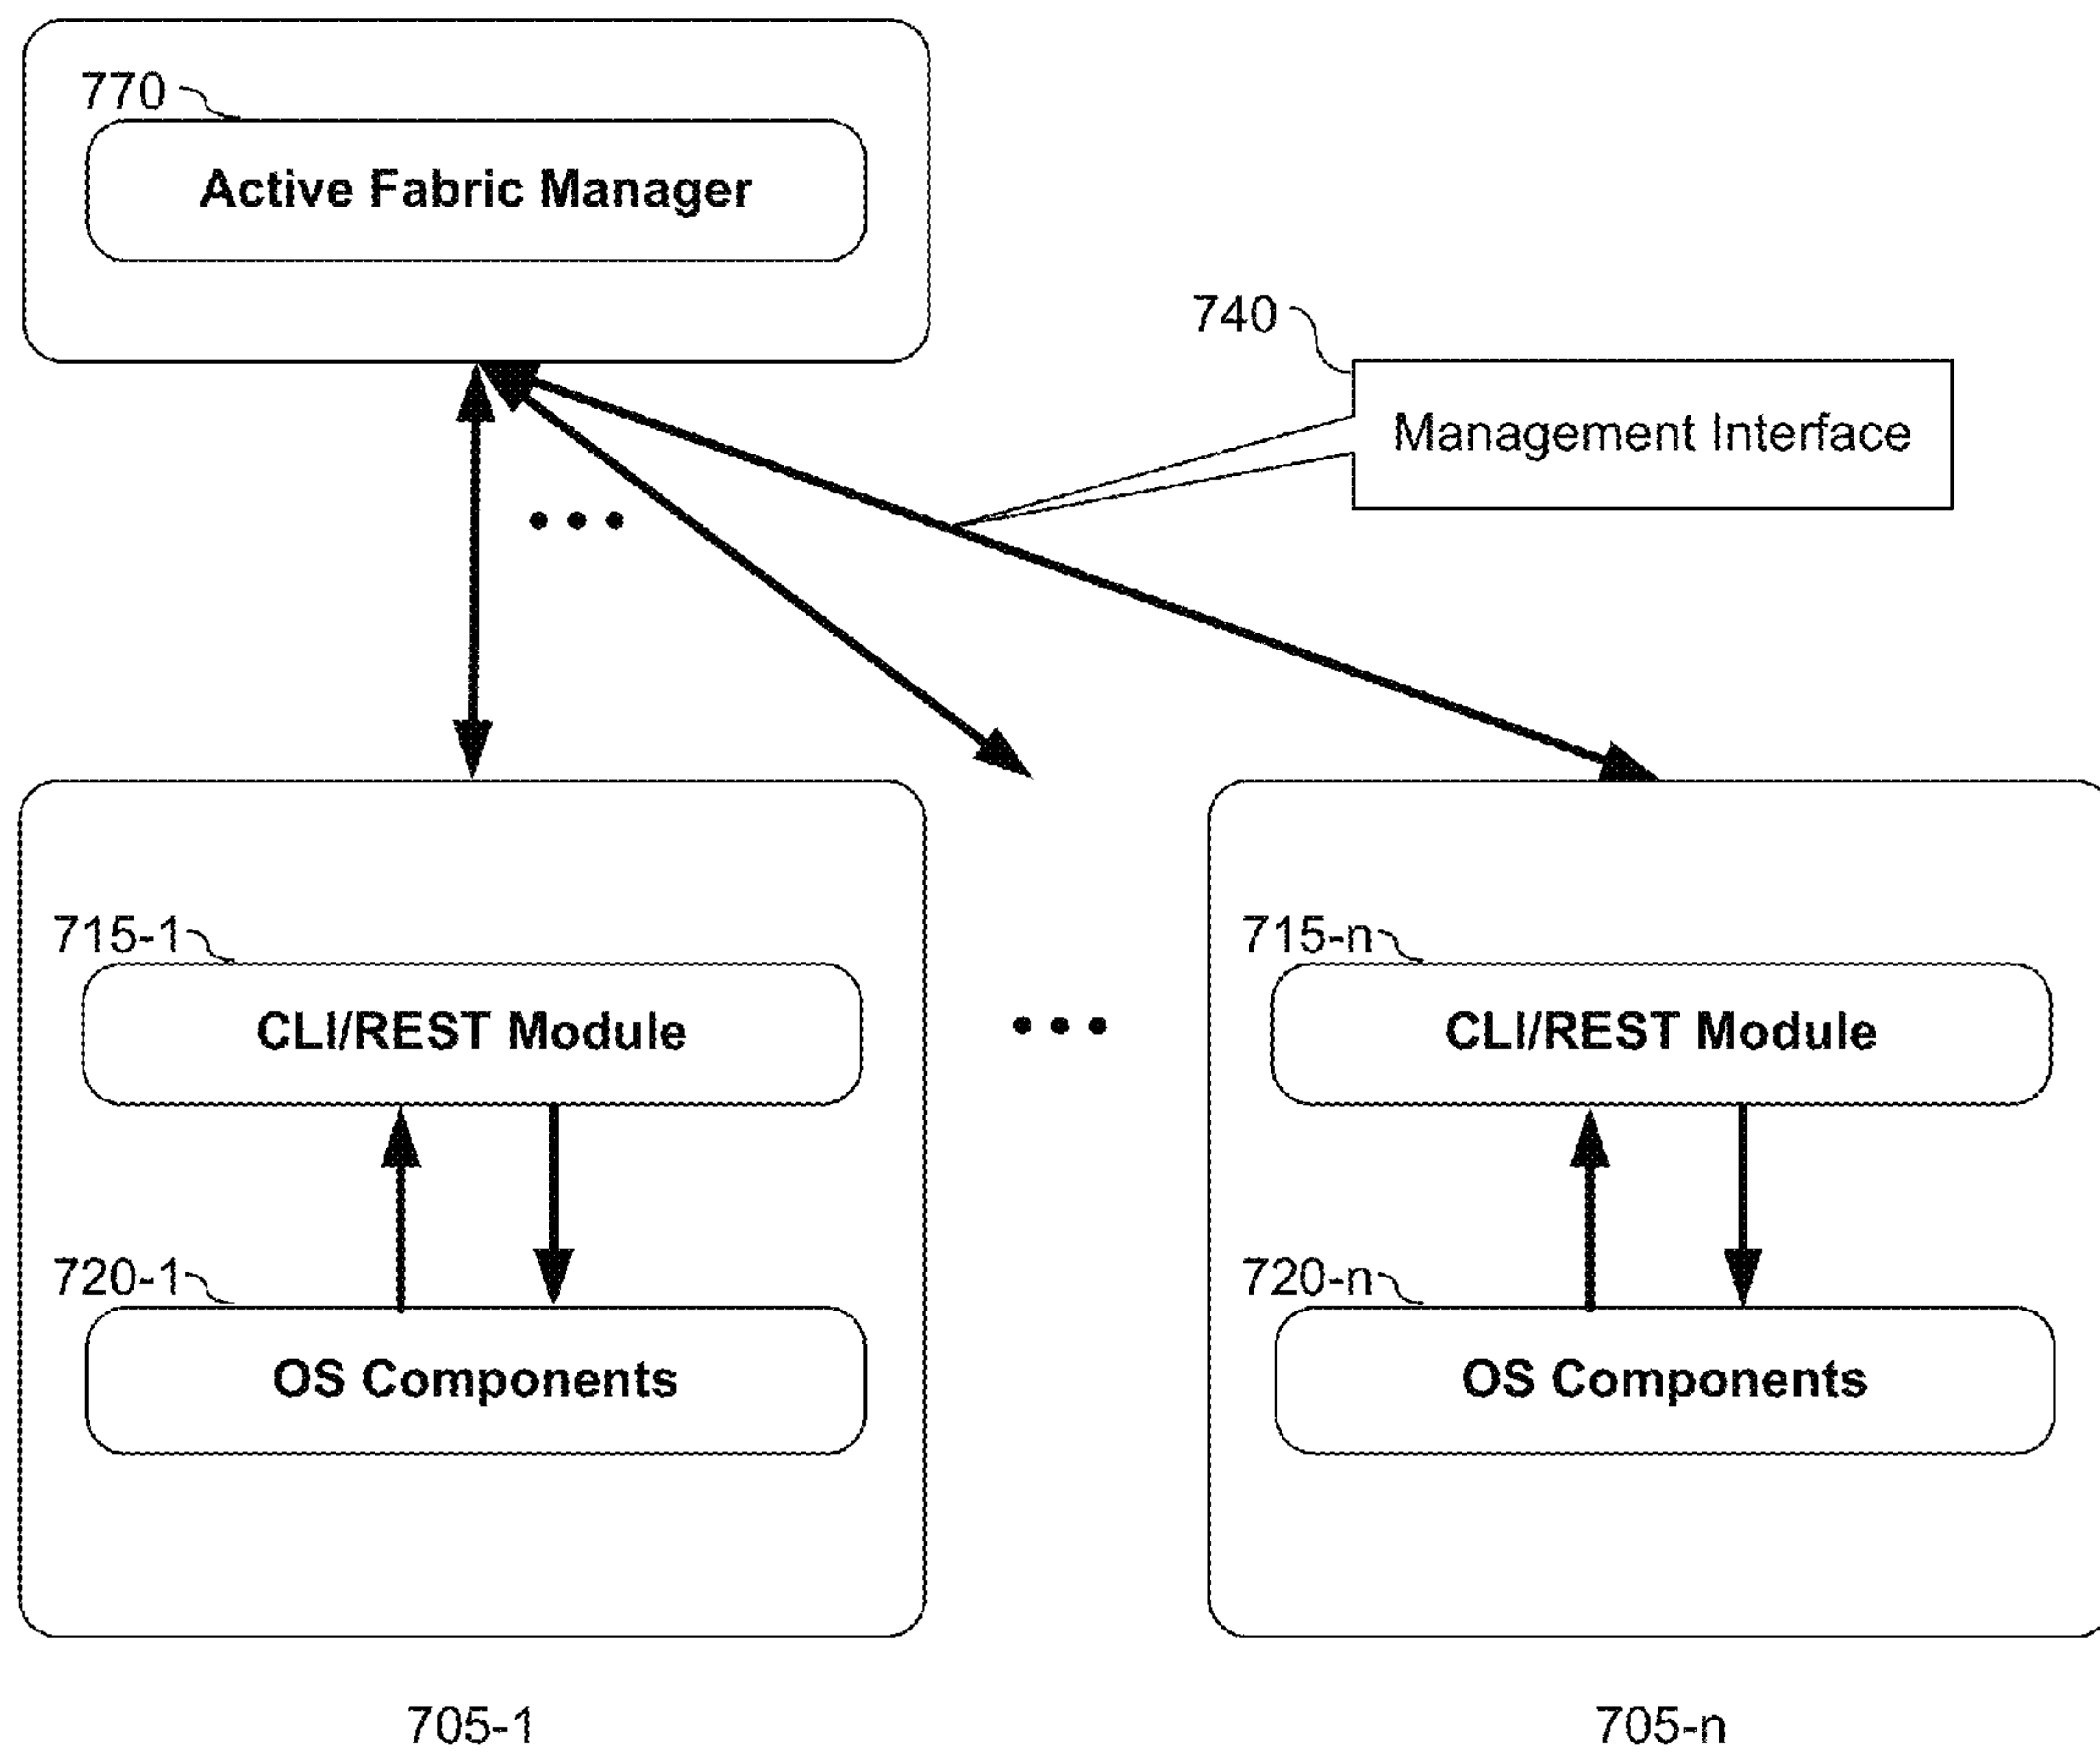 770
Active Fabric Manager
740
Management Interface
715-1
CLI/REST Module
715-n
CLI/REST Module
720-1
OS Components
720-n
OS Components
705-1
705-n